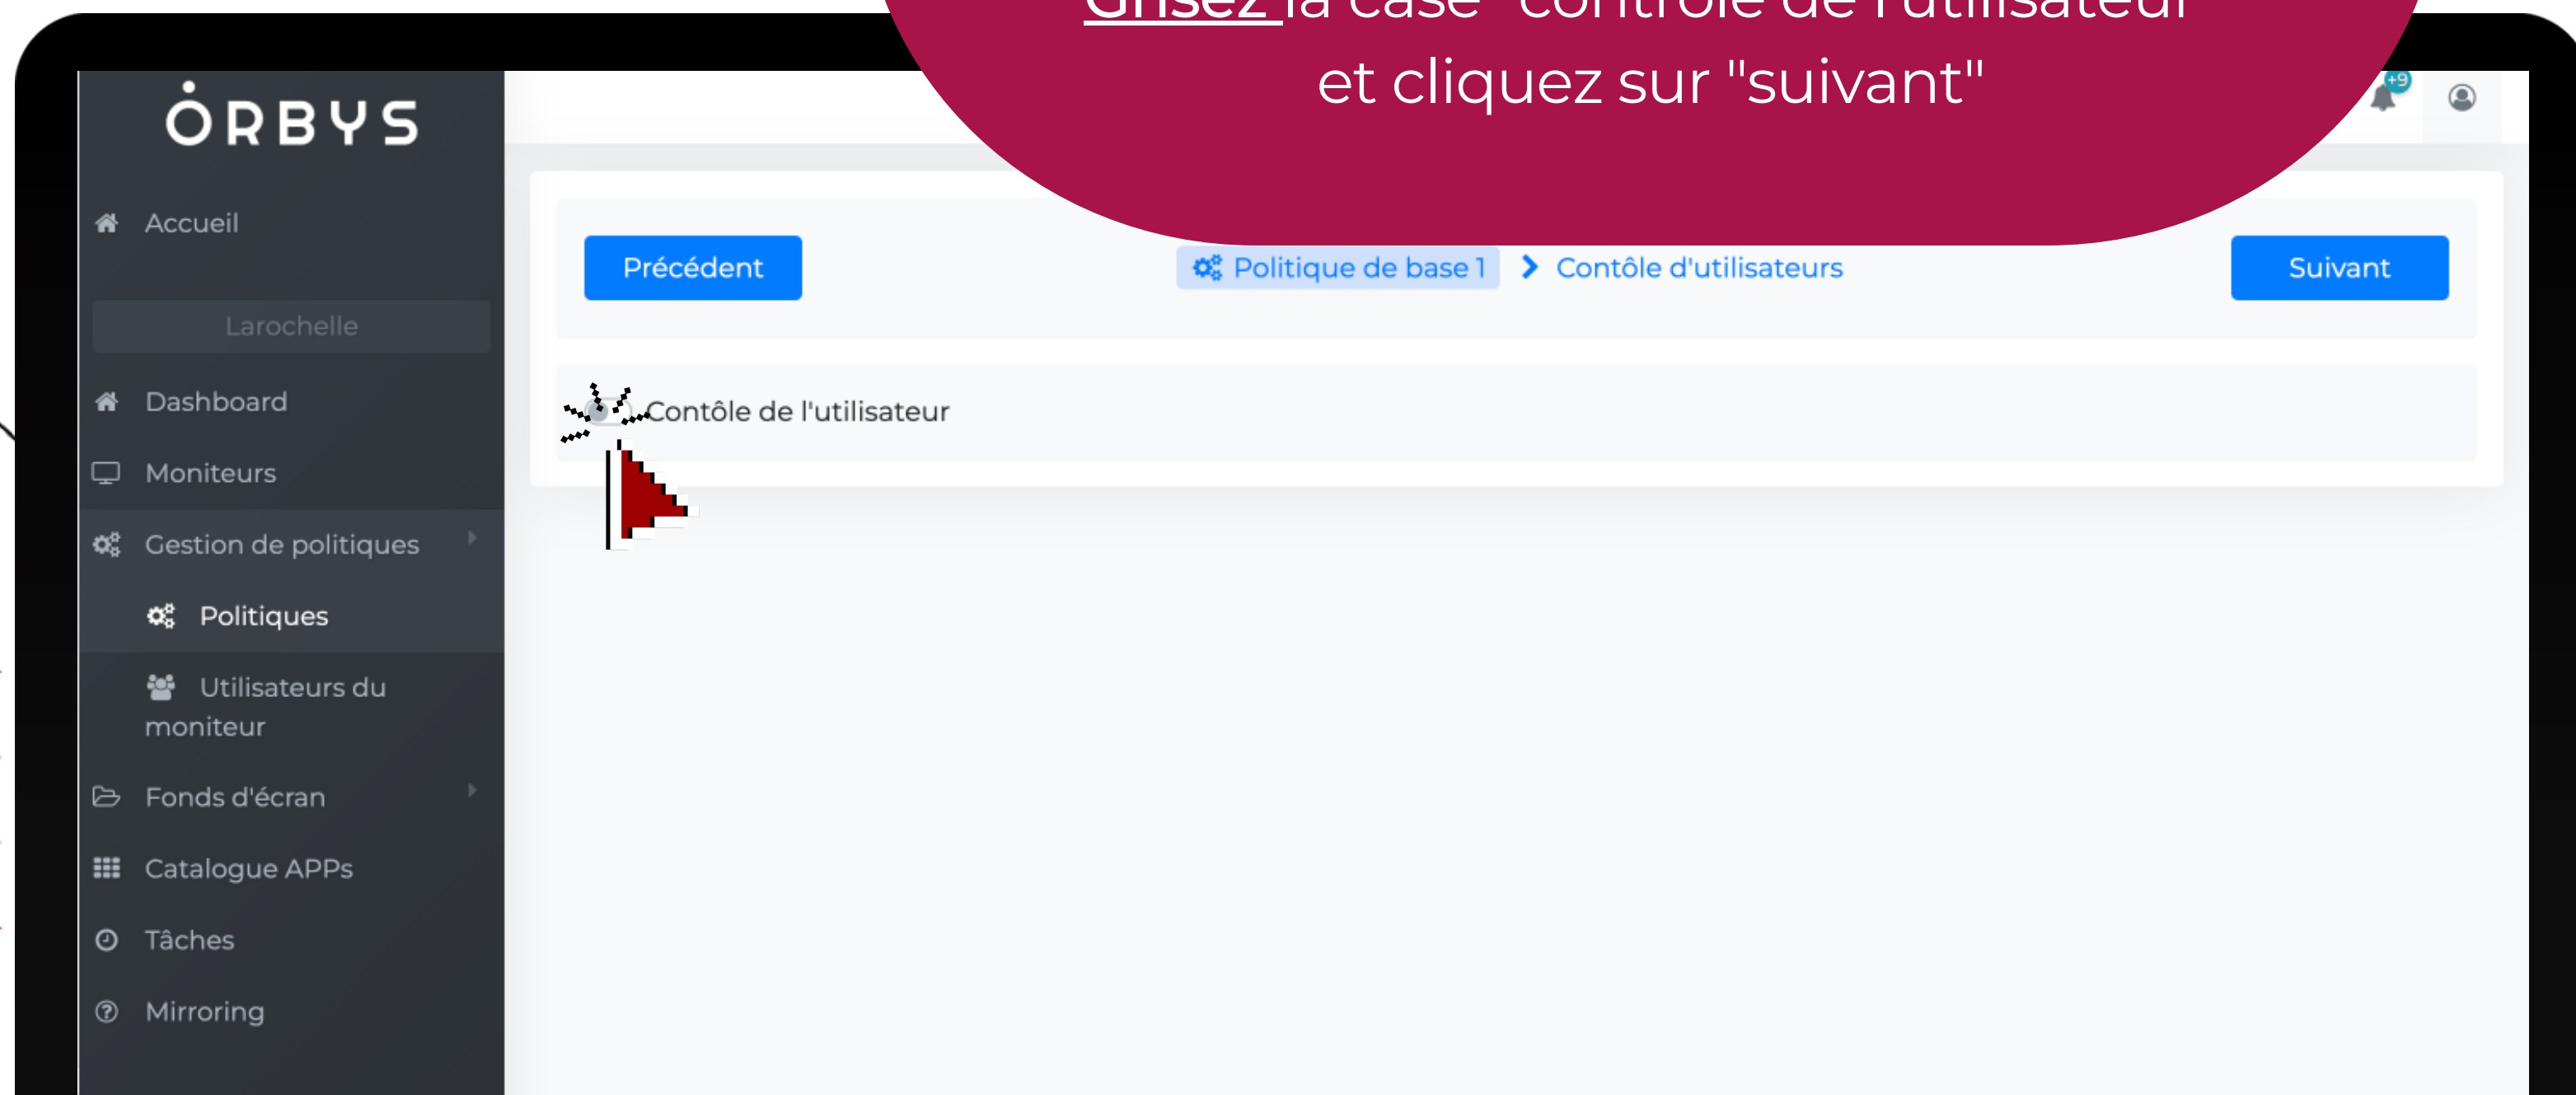 Grisez la case "contrôle de l'utilisateur
et cliquez sur "suivant"
ORBYS
+9
Accueil
Précédent
Politique de base 1
Contôle d'utilisateurs
Suivant
Larochelle
Dashboard
Contôle de l'utilisateur
Moniteurs
Gestion de politiques
Politiques
Utilisateurs du
moniteur
Fonds d'écran
Catalogue APPs
Tâches
Mirroring